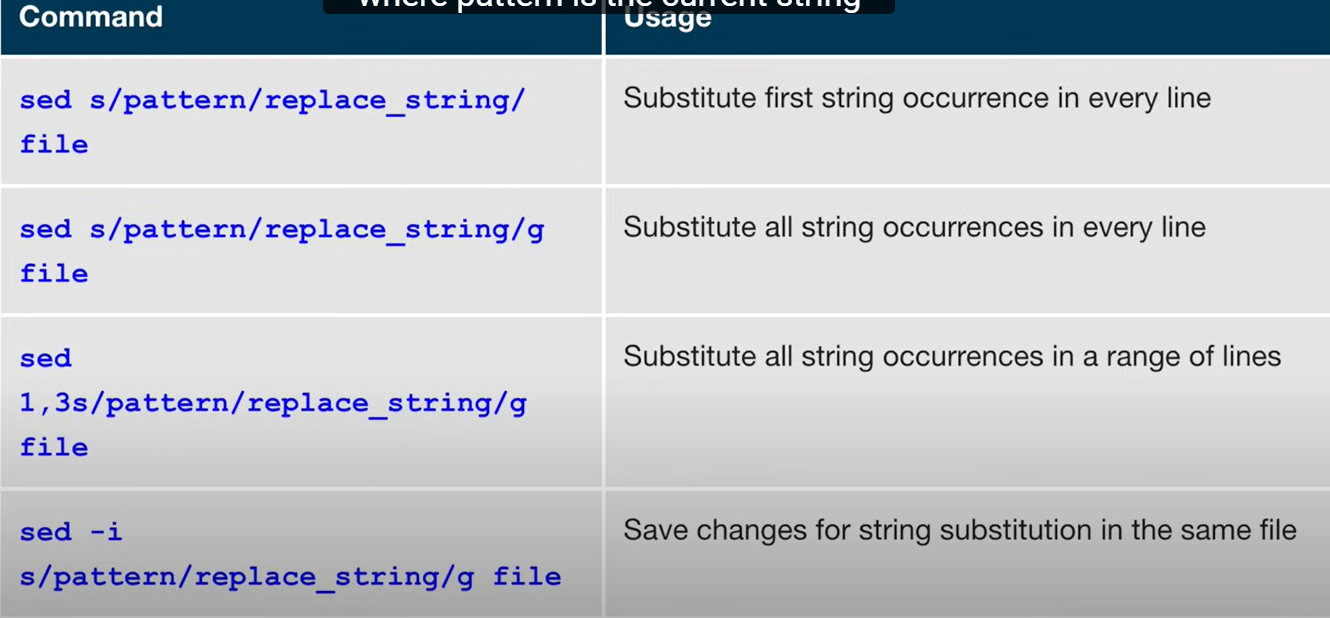 where pattern is the current string
Command
Usage
sed s/pattern/replace_string/
file
Substitute first string occurrence in every line
sed s/pattern/replace_string/g
file
Substitute all string occurrences in every line
sed
1,3s/pattern/replace_string/g
file
Substitute all string occurrences in a range of lines
sed -i
s/pattern/replace_string/g file
Save changes for string substitution in the same file